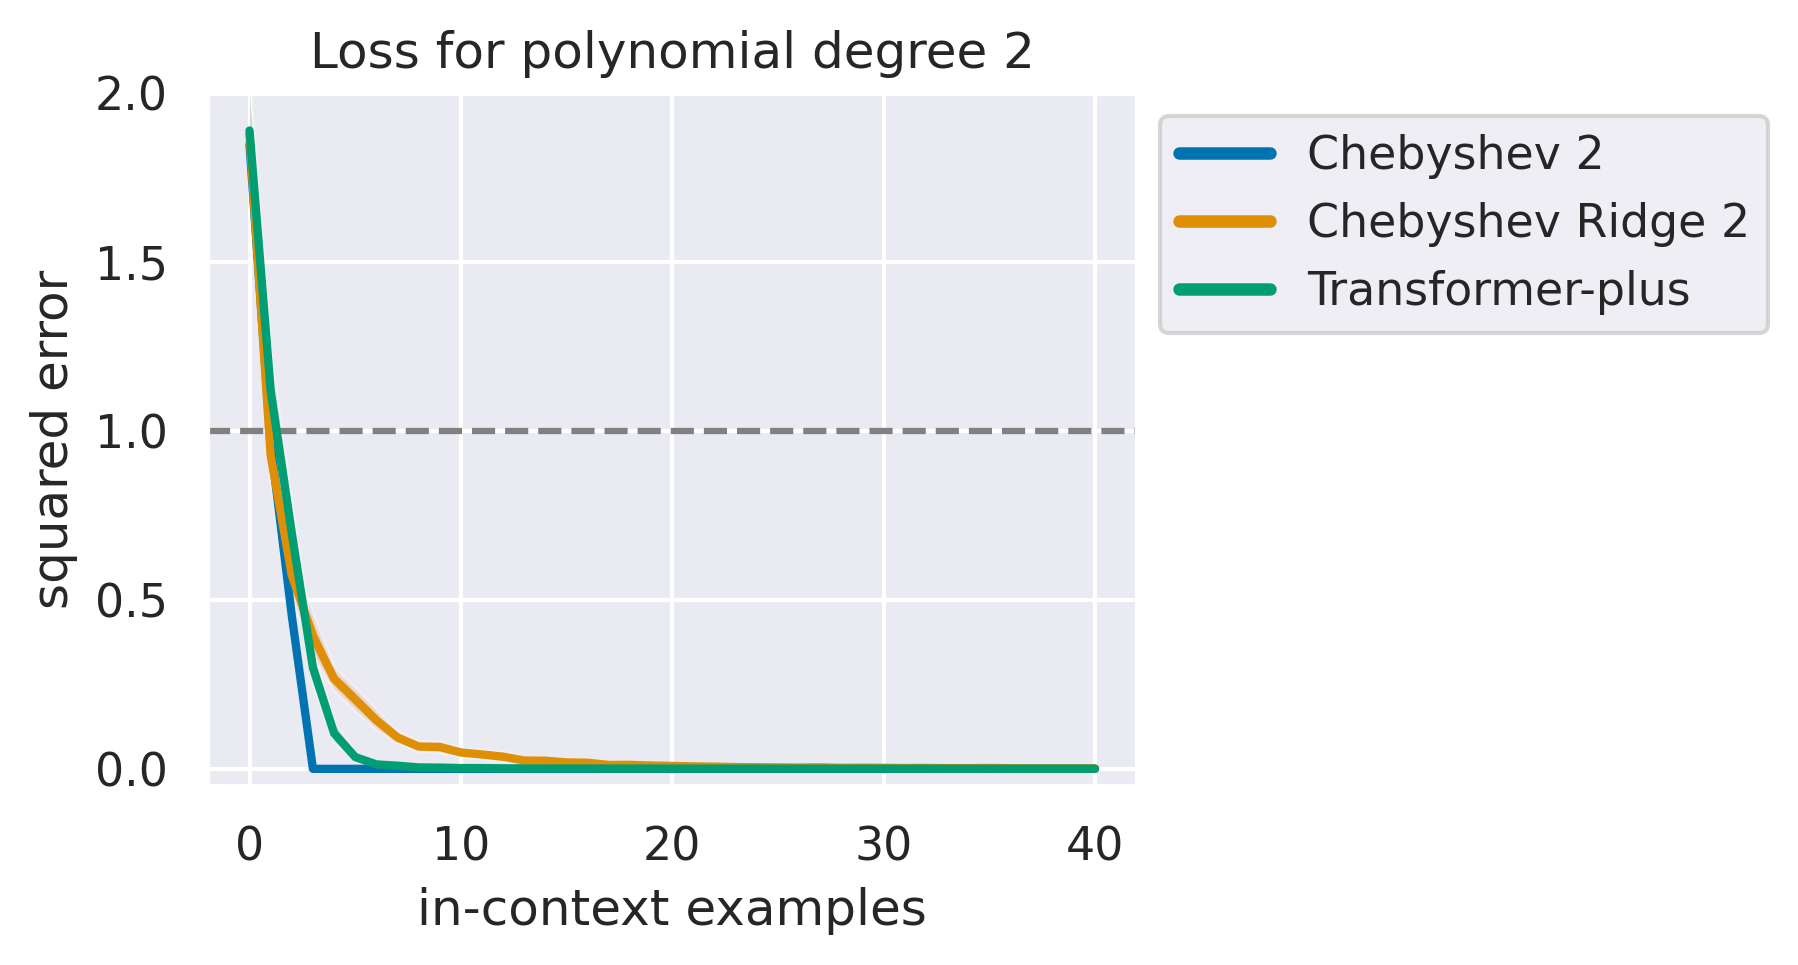 Loss for polynomial degree 2
2.0
1.5
1.0
0.5
0.0
squared error
0 10 20 30 40
in-context examples
Chebyshev 2
Chebyshev Ridge 2
Transformer-plus